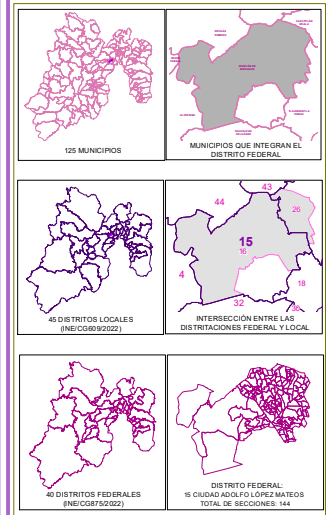 125 MUNICIPIOS
MUNICIPIOS QUE INTEGRAN EL
DISTRITO FEDERAL
43
44
26
15
16
4
18
32
36
45 DISTRITOS LOCALES
(INE/CG609/2022)
INTERSECCIÓN ENTRE LAS
DISTRITACIONES FEDERAL Y LOCAL
40 DISTRITOS FEDERALES
(INE/CG875/2022)
DISTRITO FEDERAL:
15 CIUDAD ADOLFO LÓPEZ MATEOS
TOTAL DE SECCIONES: 144